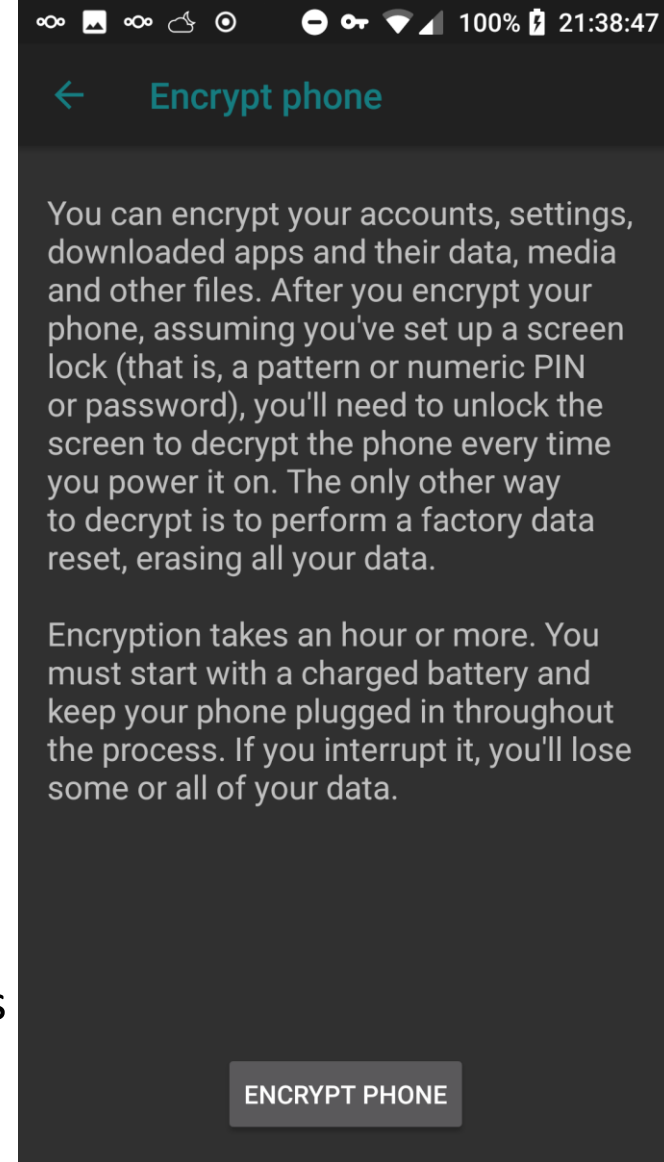 100% 21:38:47
Encrypt phone
You can encrypt your accounts, settings,
downloaded apps and their data, media
and other files. After you encrypt your
phone, assuming you've set up a screen
lock (that is, a pattern or numeric PIN
or password), you'll need to unlock the
screen to decrypt the phone every time
you power it on. The only other way
to decrypt is to perform a factory data
reset, erasing all your data.
Encryption takes an hour or more. You
must start with a charged battery and
keep your phone plugged in throughout
the process. If you interrupt it, you'll lose
some or all of your data.
s
ENCRYPT PHONE